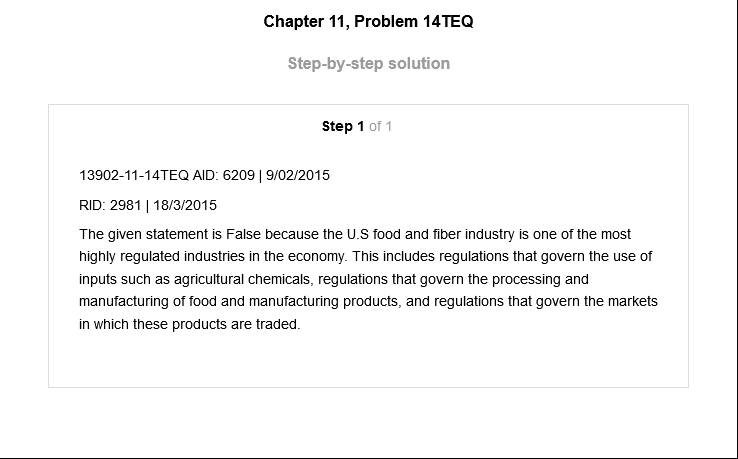 Chapter 11, Problem 14TEQ
Step-by-step solution
Step 1 of 1
13902-11-14TEQ AID: 6209 | 9/02/2015
RID: 2981 | 18/3/2015
The given statement is False because the U.S food and fiber industry is one of the most
highly regulated industries in the economy. This includes regulations that govern the use of
inputs such as agricultural chemicals, regulations that govern the processing and
manufacturing of food and manufacturing products, and regulations that govern the markets
in which these products are traded.